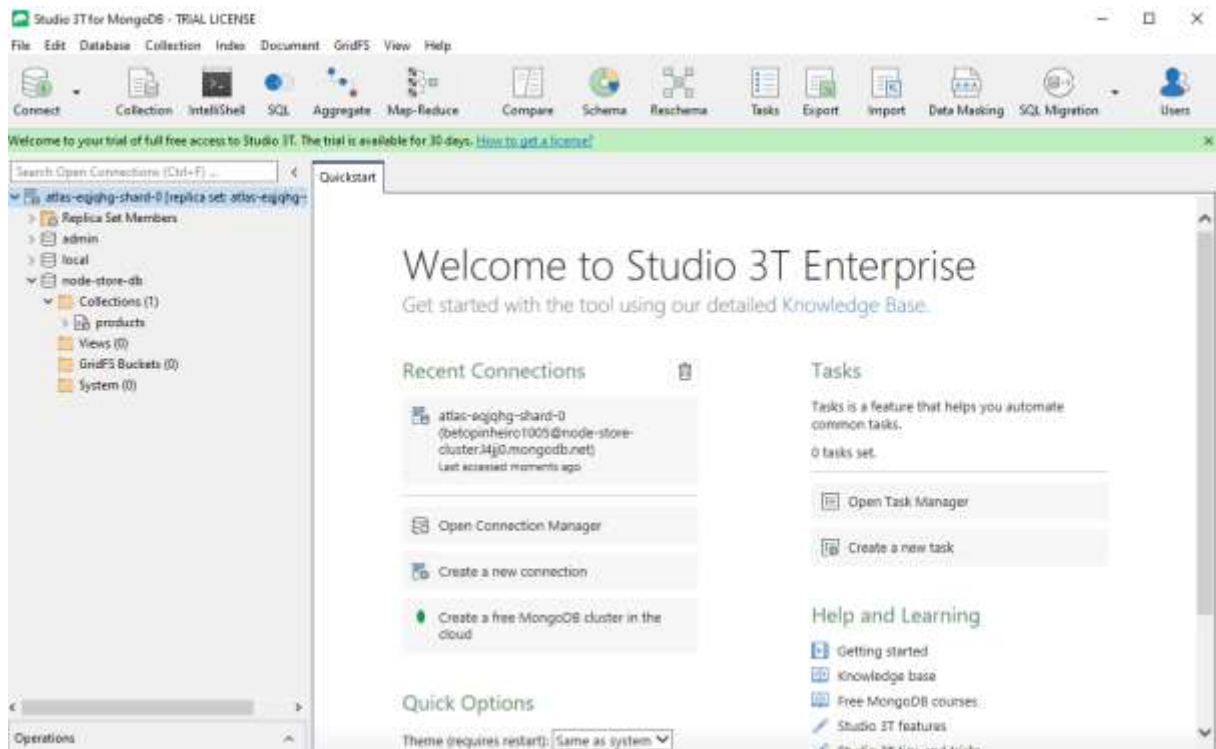 Studio 3T for MongoDB - TRIAL LICENSE
File Edit Database Collection Index Document GridFS View Help
Connect Collection IntelliShell SQL Aggregate Map-Reduce Compare Schema Reschema Tasks Export Import Data Masking SQL Migration Users
Welcome to your trial of full free access to Studio 3T. The trial is available for 30 days. How to get a license?
Search Open Connections (Ctrl+F) ...
Quickstart
atlas-eqjqhg-shard-0 [replica set: atlas-eqjqhg-
Replica Set Members
admin
local
node-store-db
Collections (1)
products
Views (0)
GridFS Buckets (0)
System (0)
Operations
Welcome to Studio 3T Enterprise
Get started with the tool using our detailed Knowledge Base.
Recent Connections
atlas-eqjqhg-shard-0
(betopinheiro1005@node-store-
cluster.l4jj0.mongodb.net)
Last accessed moments ago
Open Connection Manager
Create a new connection
Create a free MongoDB cluster in the
cloud
Quick Options
Theme (requires restart): Same as system
Tasks
Tasks is a feature that helps you automate
common tasks.
0 tasks set.
Open Task Manager
Create a new task
Help and Learning
Getting started
Knowledge base
Free MongoDB courses
Studio 3T features
Studio 3T tips and tricks